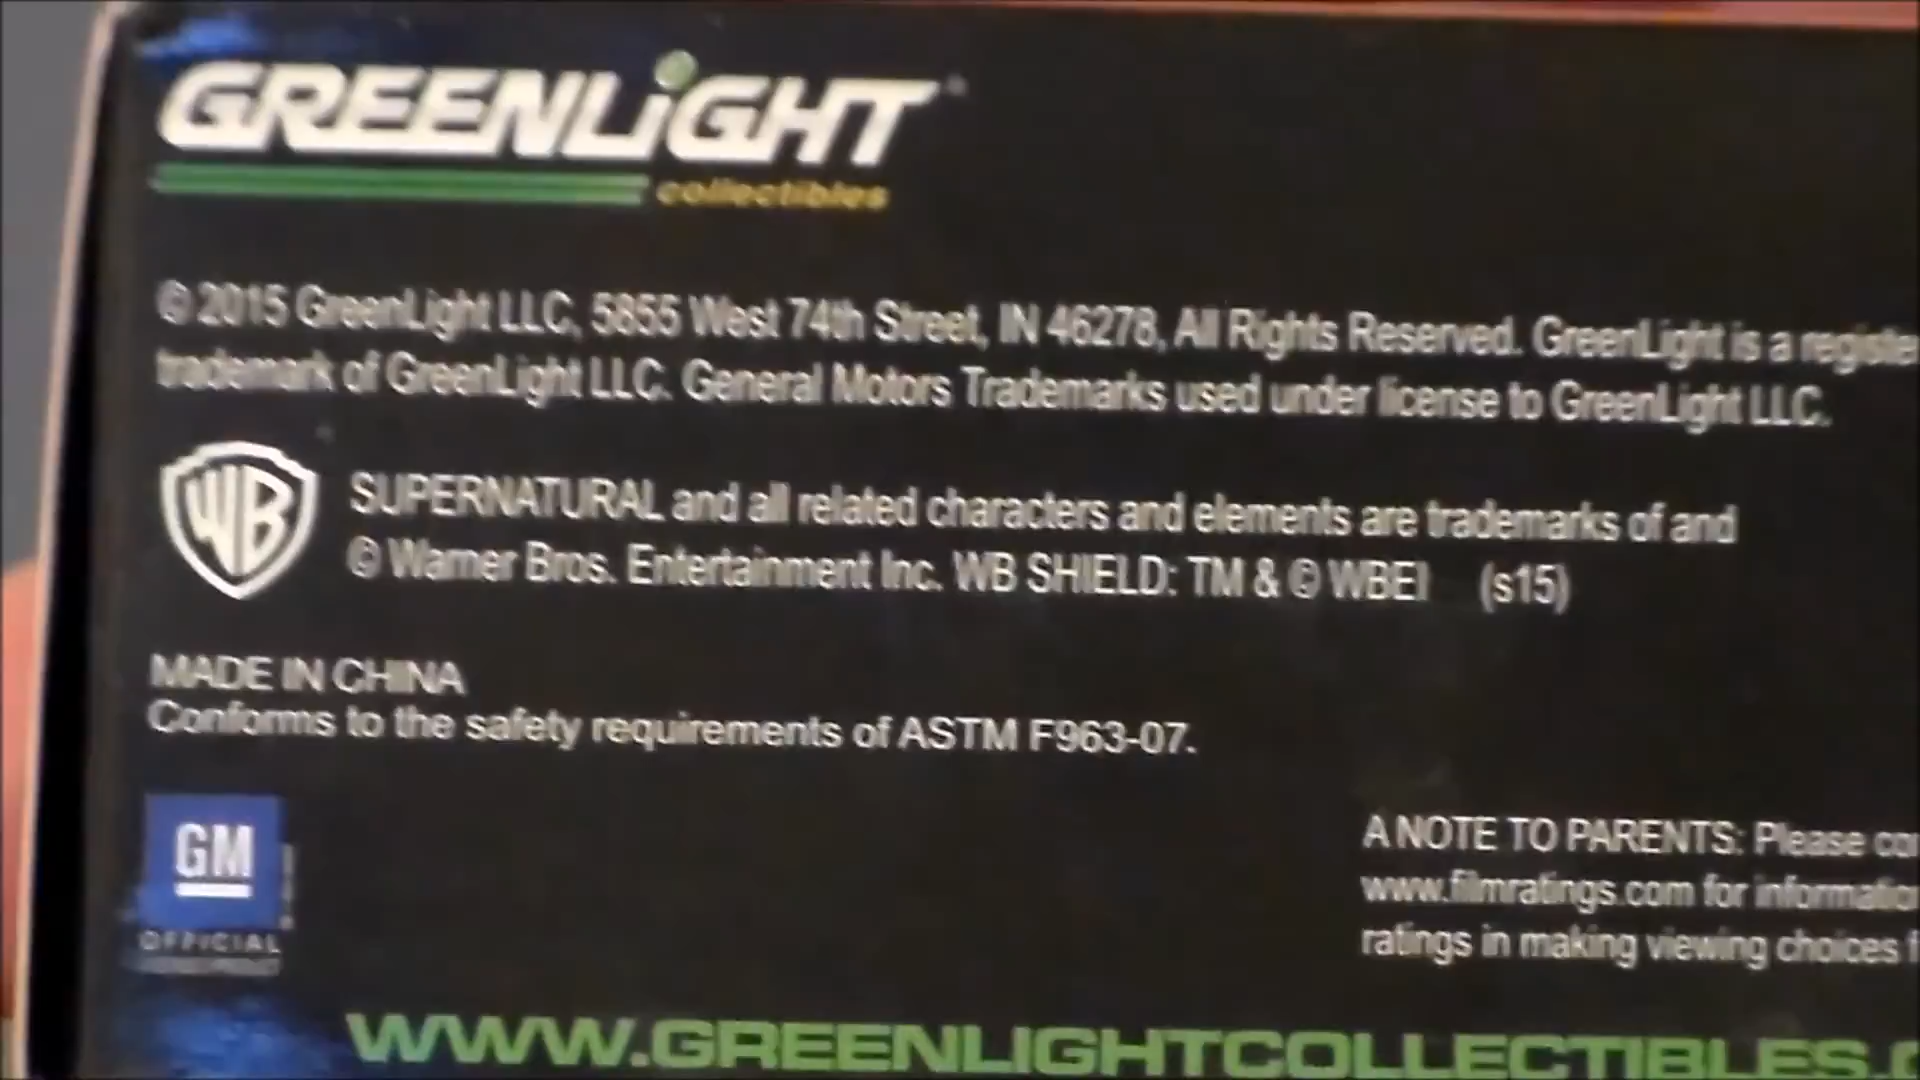 GREENLiGHT
collectibles
© 2015 GreenLight LLC, 5855 West 74th Street, IN 46278, All Rights Reserved. GreenLight is a registe
trademark of GreenLight LLC. General Motors Trademarks used under license to GreenLight LLC.
WB
SUPERNATURAL and all related characters and elements are trademarks of and
© Warner Bros. Entertainment Inc. WB SHIELD: TM & © WBEI (s15)
MADE IN CHINA
Conforms to the safety requirements of ASTM F963-07.
GM
OFFICIAL
A NOTE TO PARENTS: Please co
www.filmratings.com for informatio
ratings in making viewing choices f
WWW.GREENLIGHTCOLLECTIBLES.C